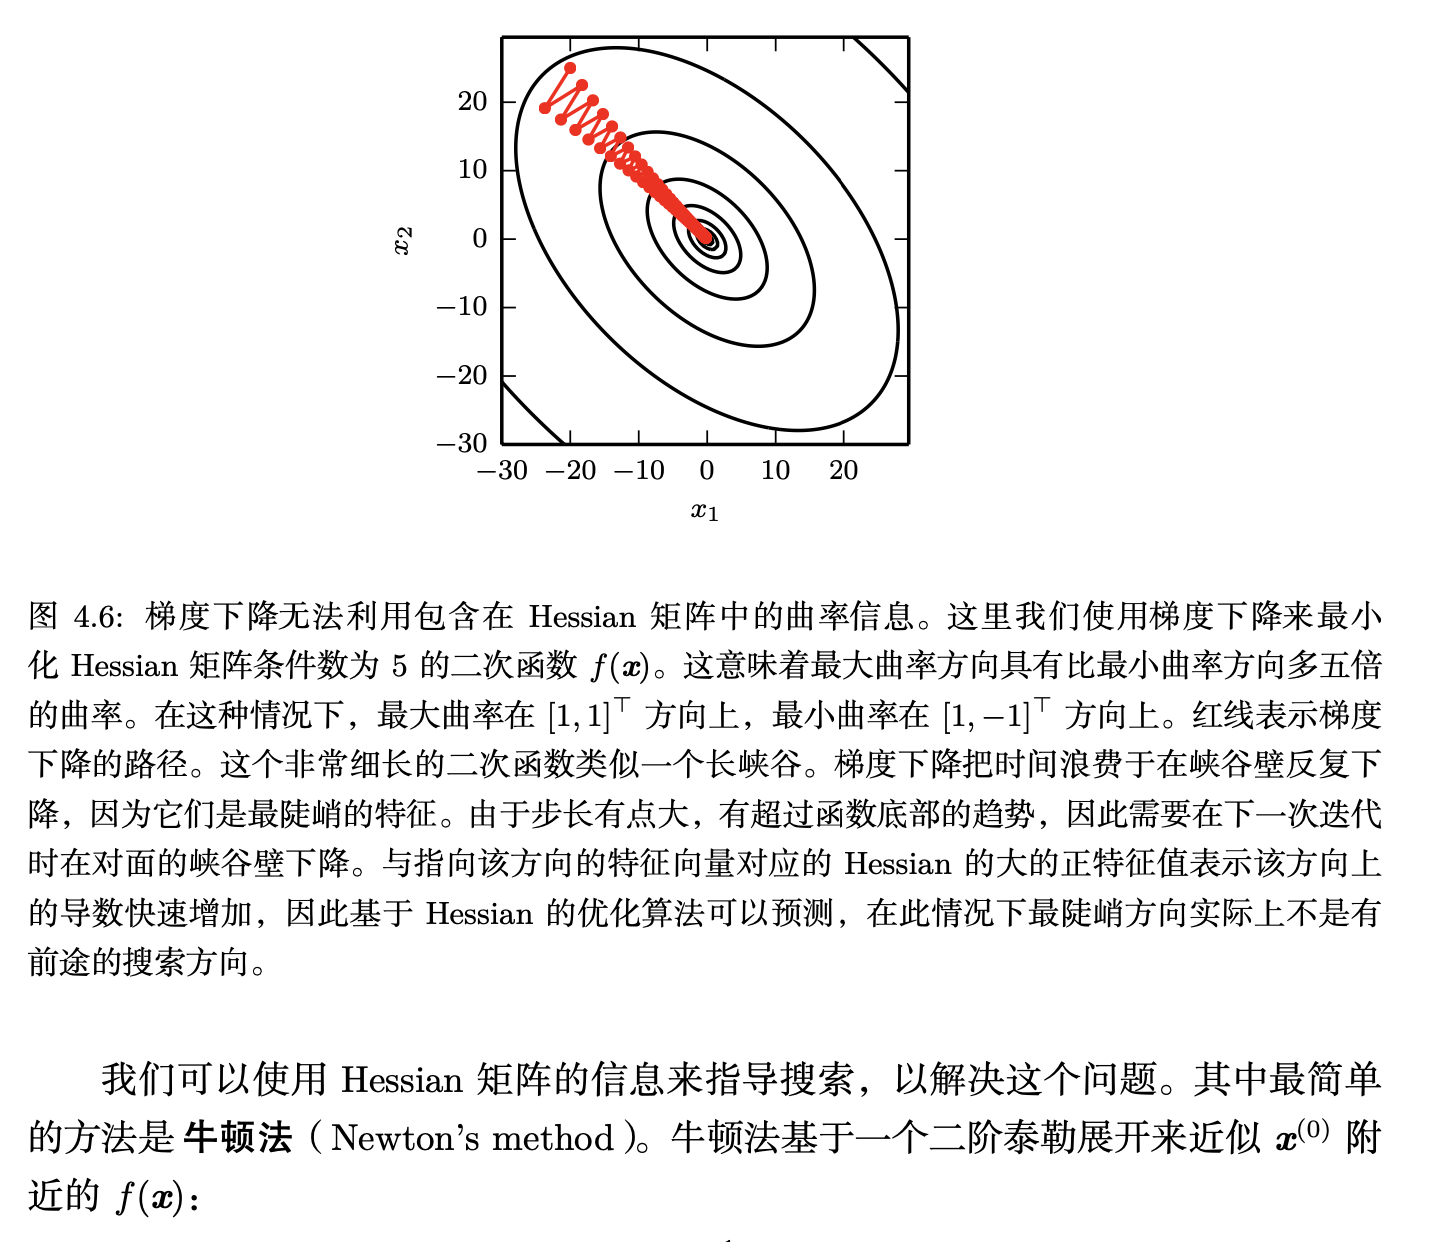 20
10
0
−10
−20
−30
x₂
−30 −20 −10 0 10 20
x₁
图 4.6: 梯度下降无法利用包含在 Hessian 矩阵中的曲率信息。这里我们使用梯度下降来最小
化 Hessian 矩阵条件数为 5 的二次函数 f(x)。这意味着最大曲率方向具有比最小曲率方向多五倍
的曲率。在这种情况下，最大曲率在 [1, 1]⊤ 方向上，最小曲率在 [1, −1]⊤ 方向上。红线表示梯度
下降的路径。这个非常细长的二次函数类似一个长峡谷。梯度下降把时间浪费于在峡谷壁反复下
降，因为它们是最陡峭的特征。由于步长有点大，有超过函数底部的趋势，因此需要在下一次迭代
时在对面的峡谷壁下降。与指向该方向的特征向量对应的 Hessian 的大的正特征值表示该方向上
的导数快速增加，因此基于 Hessian 的优化算法可以预测，在此情况下最陡峭方向实际上不是有
前途的搜索方向。
我们可以使用 Hessian 矩阵的信息来指导搜索，以解决这个问题。其中最简单
的方法是 牛顿法（Newton's method）。牛顿法基于一个二阶泰勒展开来近似 x⁽⁰⁾ 附
近的 f(x)：